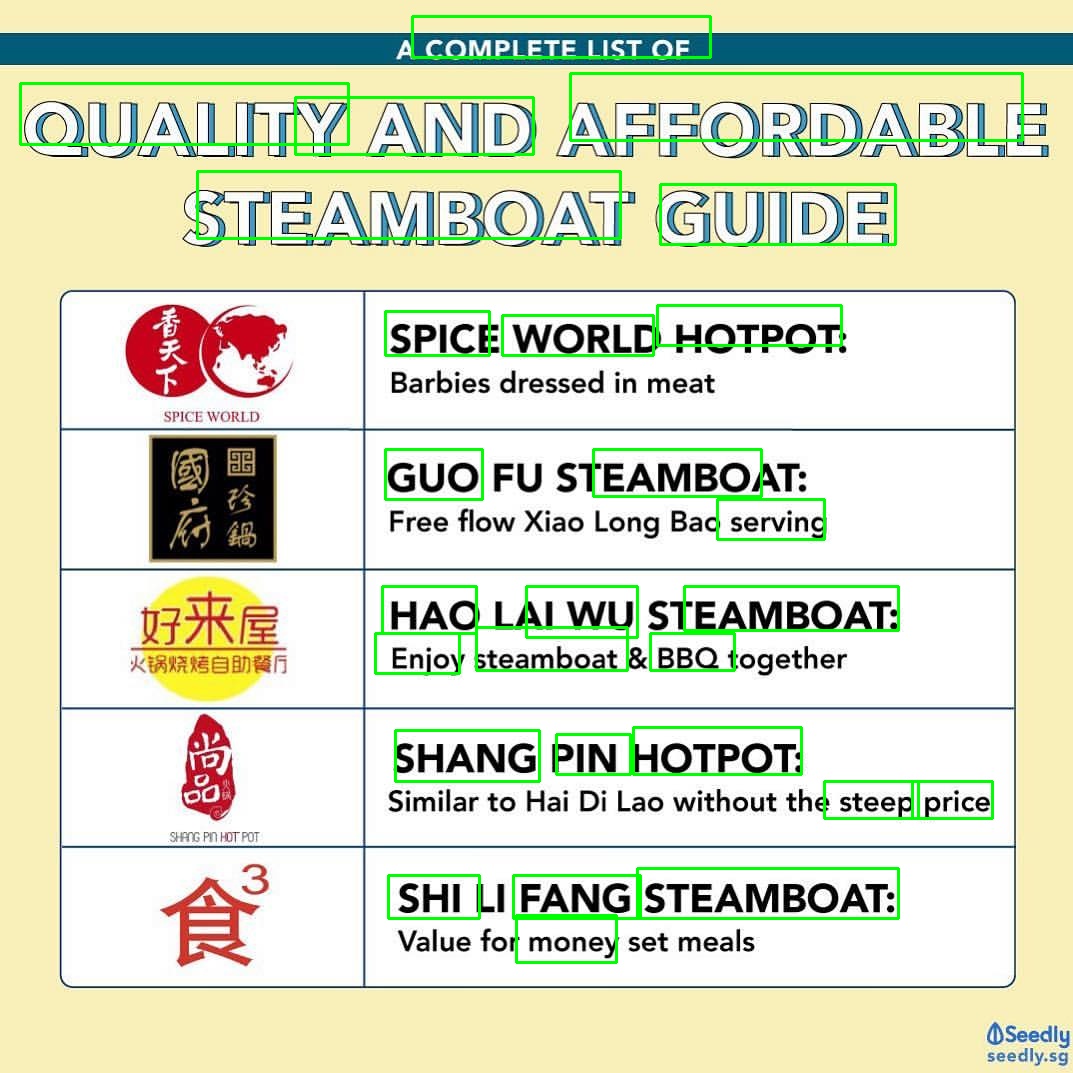 A COMPLETE LIST OF
QUALITY AND AFFORDABLE
STEAMBOAT GUIDE
香天下
SPICE WORLD
SPICE WORLD HOTPOT:
Barbies dressed in meat
國府
珍鍋
GUO FU STEAMBOAT:
Free flow Xiao Long Bao serving
好来屋
火锅烧烤自助餐厅
HAO LAI WU STEAMBOAT:
Enjoy steamboat & BBQ together
尚品
火锅
SHANG PIN HOT POT
SHANG PIN HOTPOT:
Similar to Hai Di Lao without the steep price
食3
SHI LI FANG STEAMBOAT:
Value for money set meals
Seedly
seedly.sg